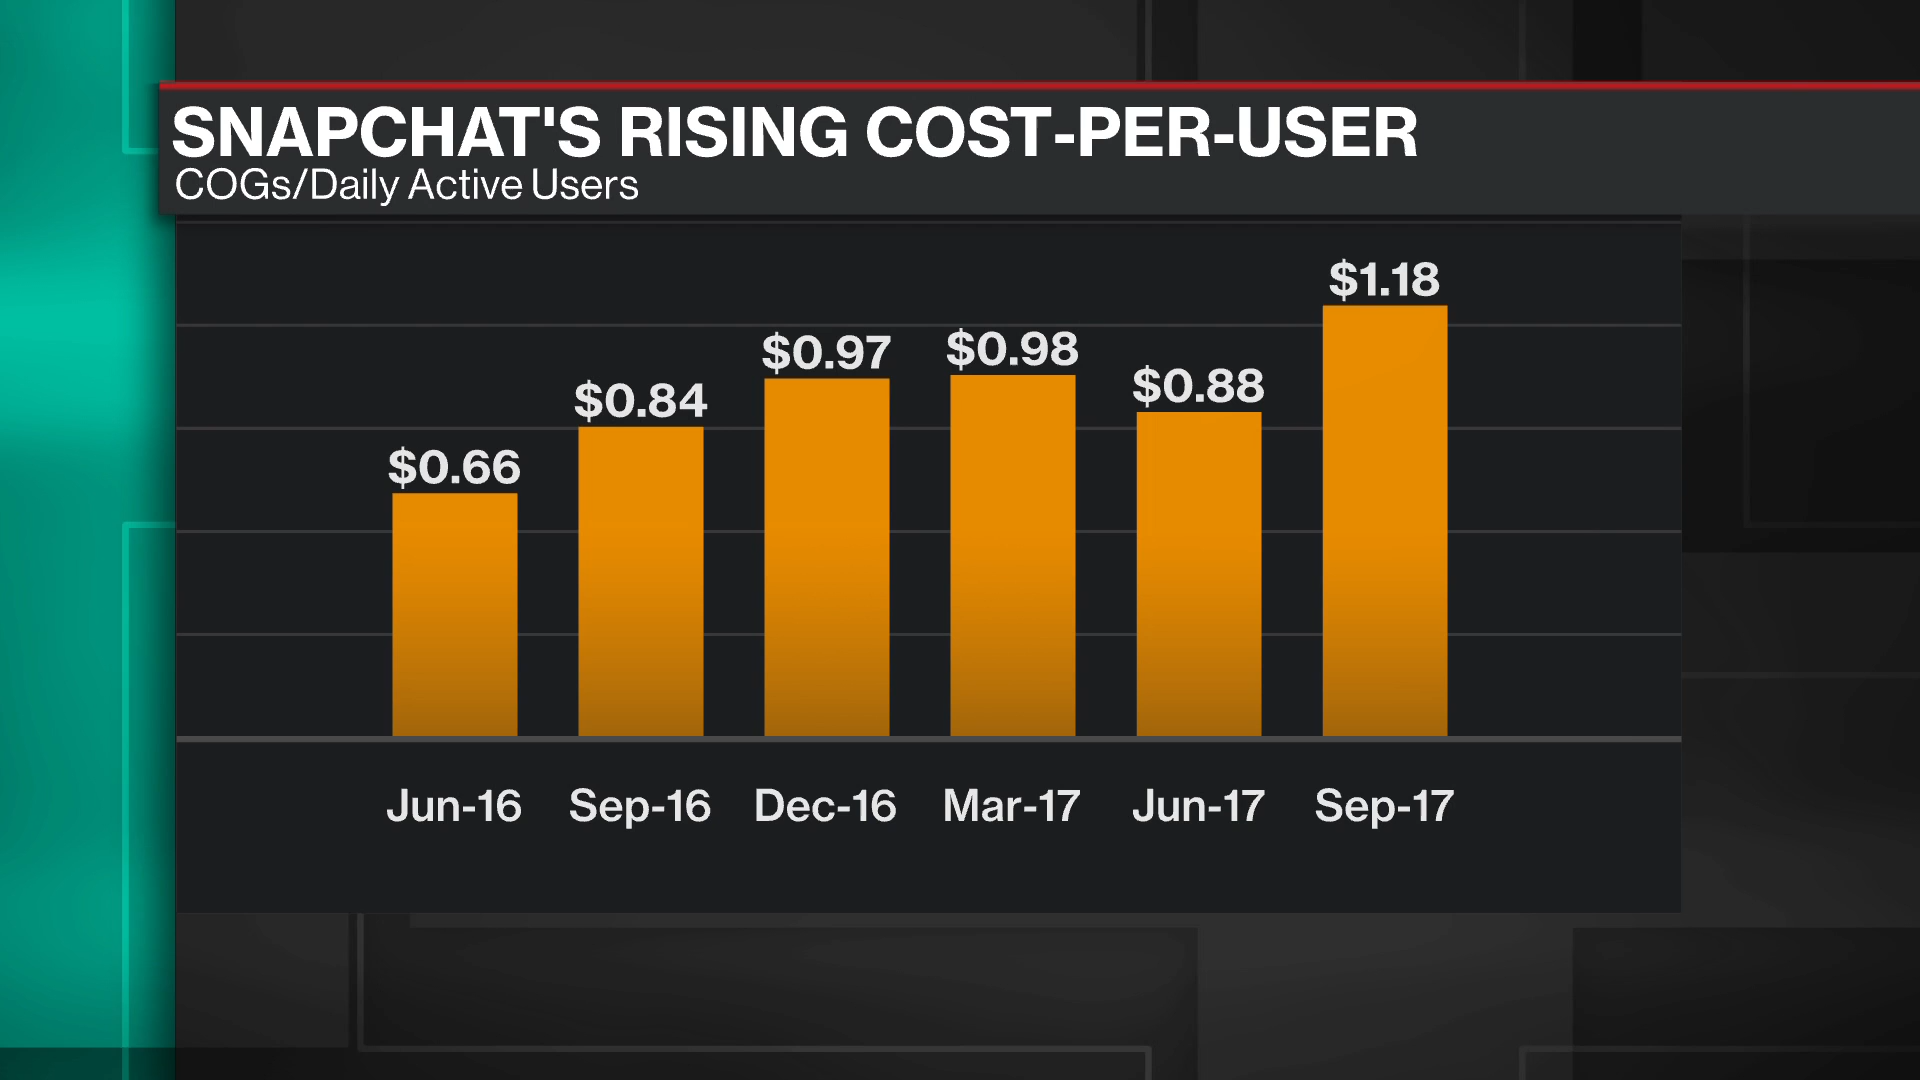 SNAPCHAT'S RISING COST-PER-USER
COGs/Daily Active Users
$0.66
$0.84
$0.97
$0.98
$0.88
$1.18
Jun-16
Sep-16
Dec-16
Mar-17
Jun-17
Sep-17